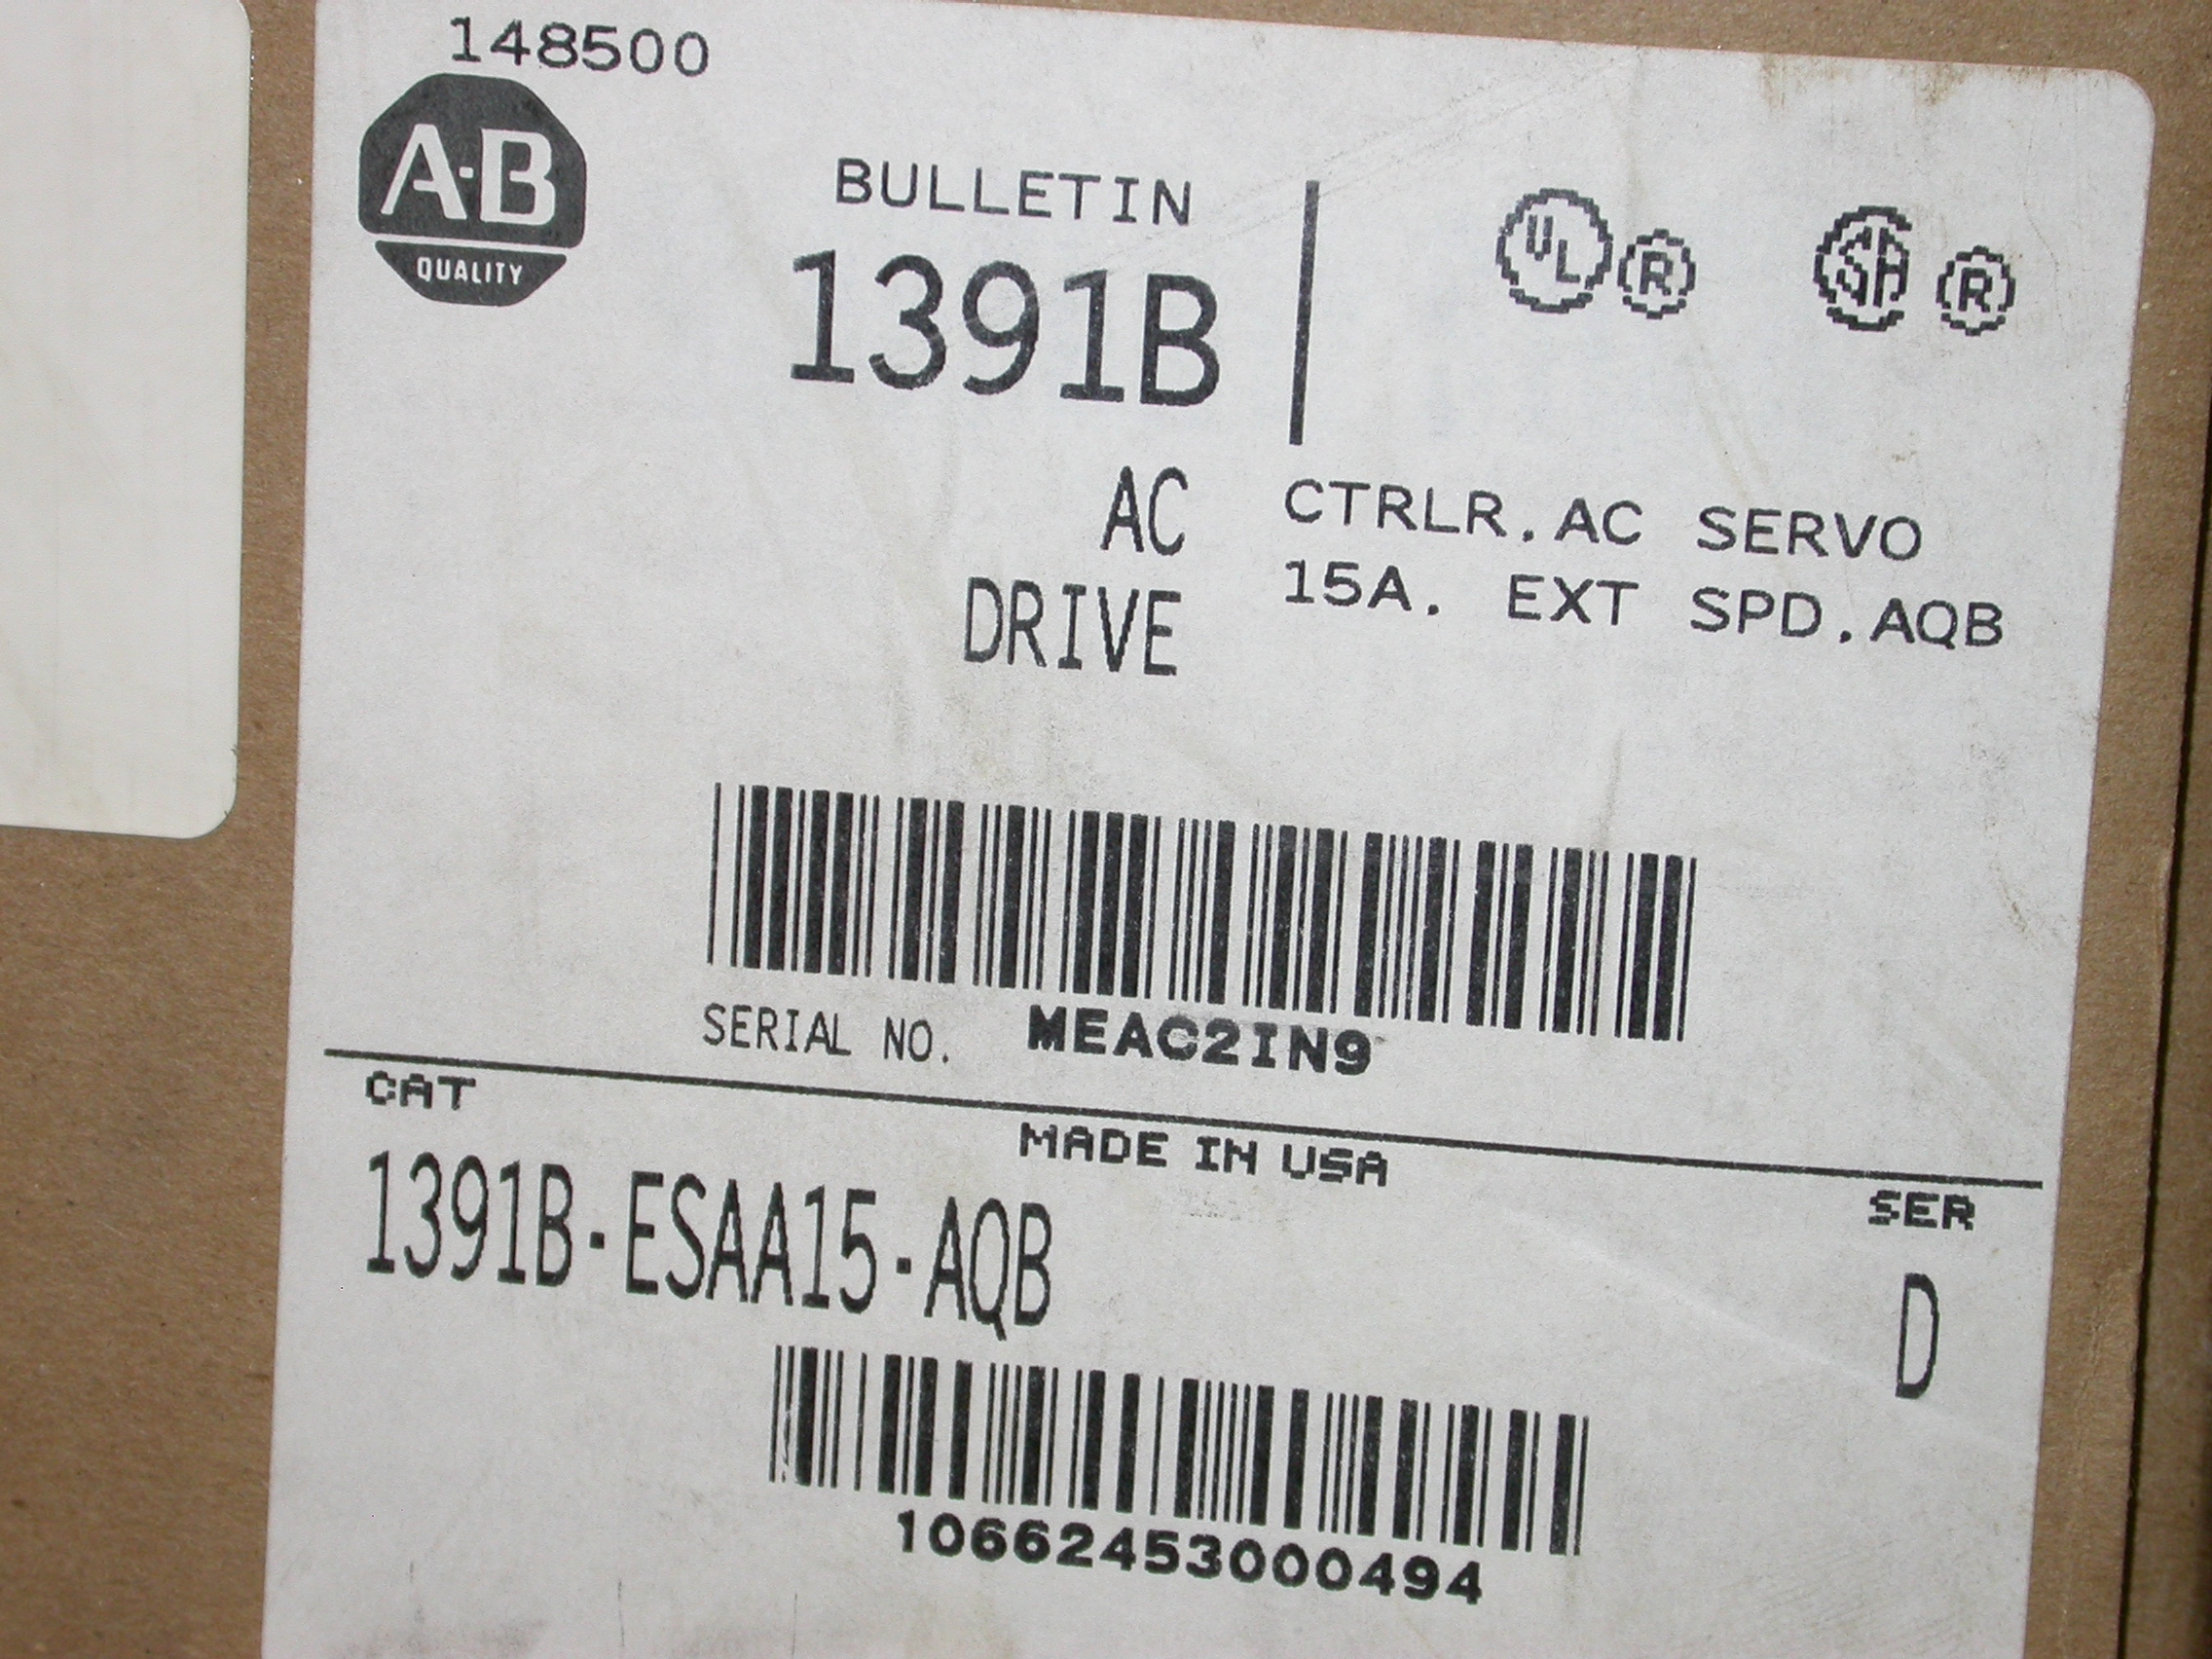 148500
A-B
QUALITY
BULLETIN
1391B
UL R
SA R
AC
DRIVE
CTRLR.AC SERVO
15A. EXT SPD.AQB
SERIAL NO. MEAC2IN9
CAT
MADE IN USA
SER
1391B-ESAA15-AQB
D
10662453000494